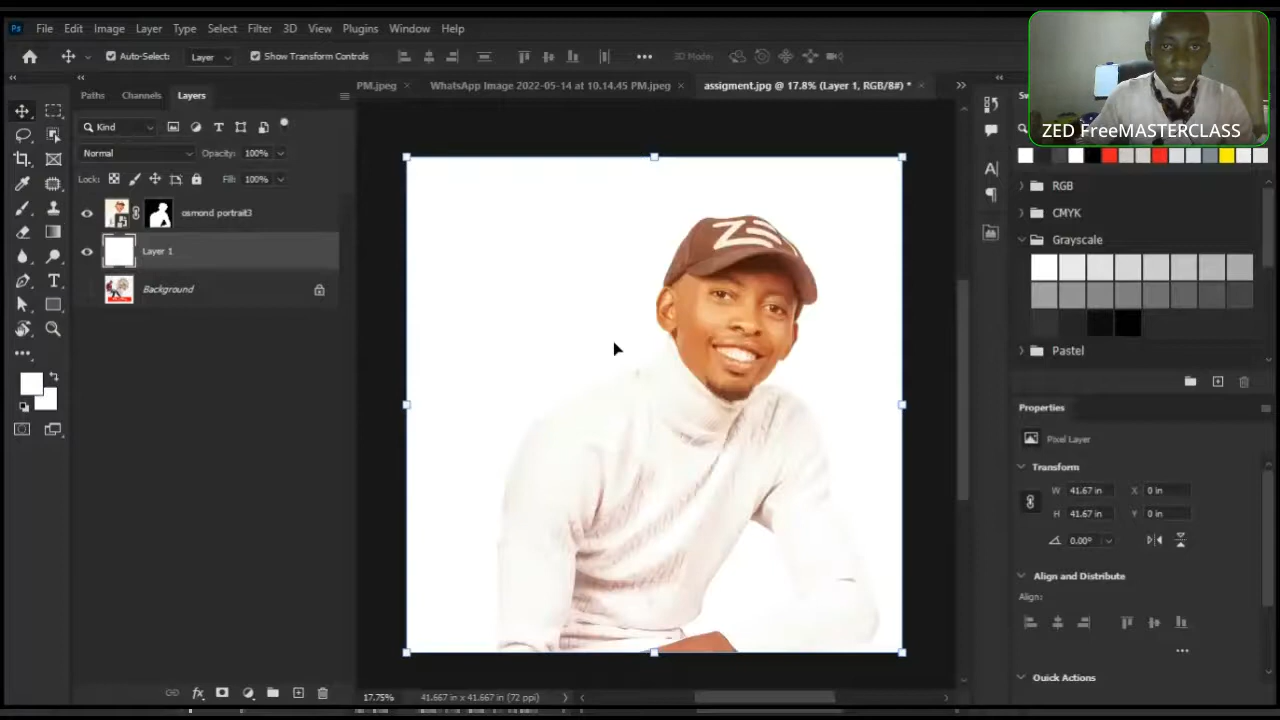 Ps File Edit Image Layer Type Select Filter 3D View Plugins Window Help
Auto-Select: Layer Show Transform Controls 3D Mode:
PM.jpeg × WhatsApp Image 2022-05-14 at 10.14.45 PM.jpeg × assigment.jpg @ 17.8% (Layer 1, RGB/8#) * ×
ZED FreeMASTERCLASS
Paths Channels Layers
Kind
Normal Opacity: 100%
Lock: Fill: 100%
osmond portrait3
Layer 1
Background
ZE
RGB
CMYK
Grayscale
Pastel
Properties
Pixel Layer
Transform
W 41.67 in X 0 in
H 41.67 in Y 0 in
0.00°
Align and Distribute
Align:
Quick Actions
17.75% 41.667 in x 41.667 in (72 ppi)